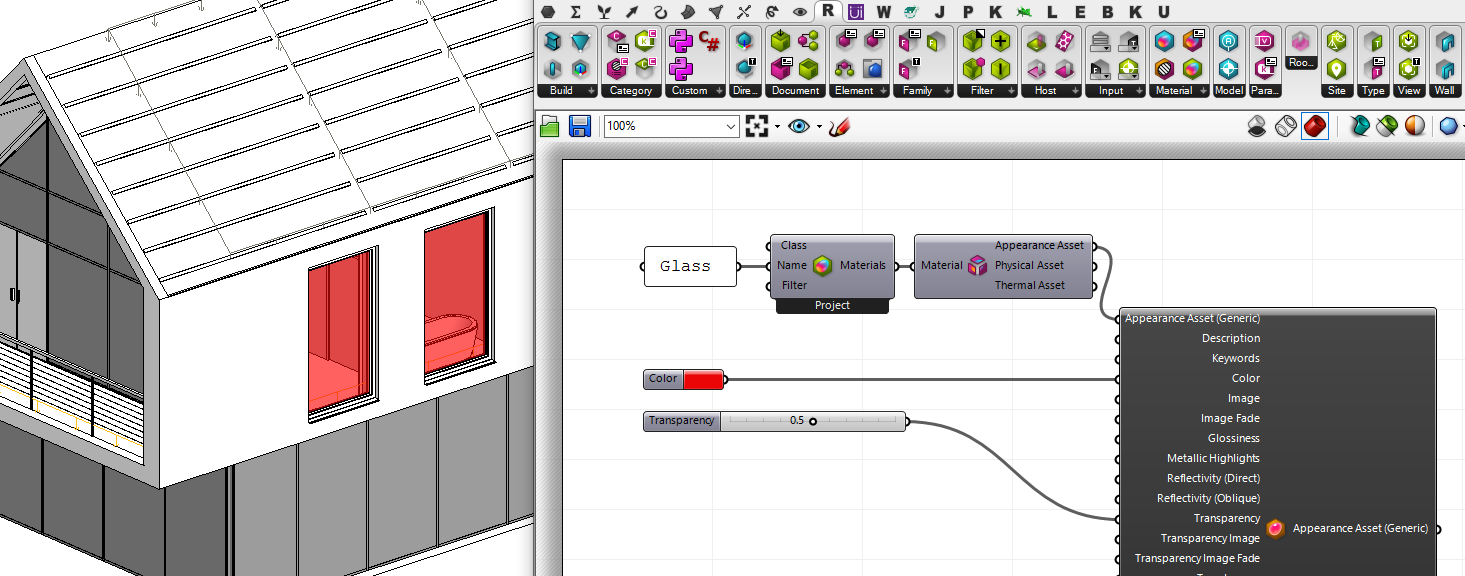 Σ R Ui W J P K L E B K U
C#
Build Category Custom Dire... Document Element Family Filter Host Input Material Model Para... Roo... Site Type View Wall
100%
Glass
Class
Name
Filter
Materials
Project
Material
Appearance Asset
Physical Asset
Thermal Asset
Color
Transparency
0.5
Appearance Asset (Generic)
Description
Keywords
Color
Image
Image Fade
Glossiness
Metallic Highlights
Reflectivity (Direct)
Reflectivity (Oblique)
Transparency
Transparency Image
Transparency Image Fade
Appearance Asset (Generic)